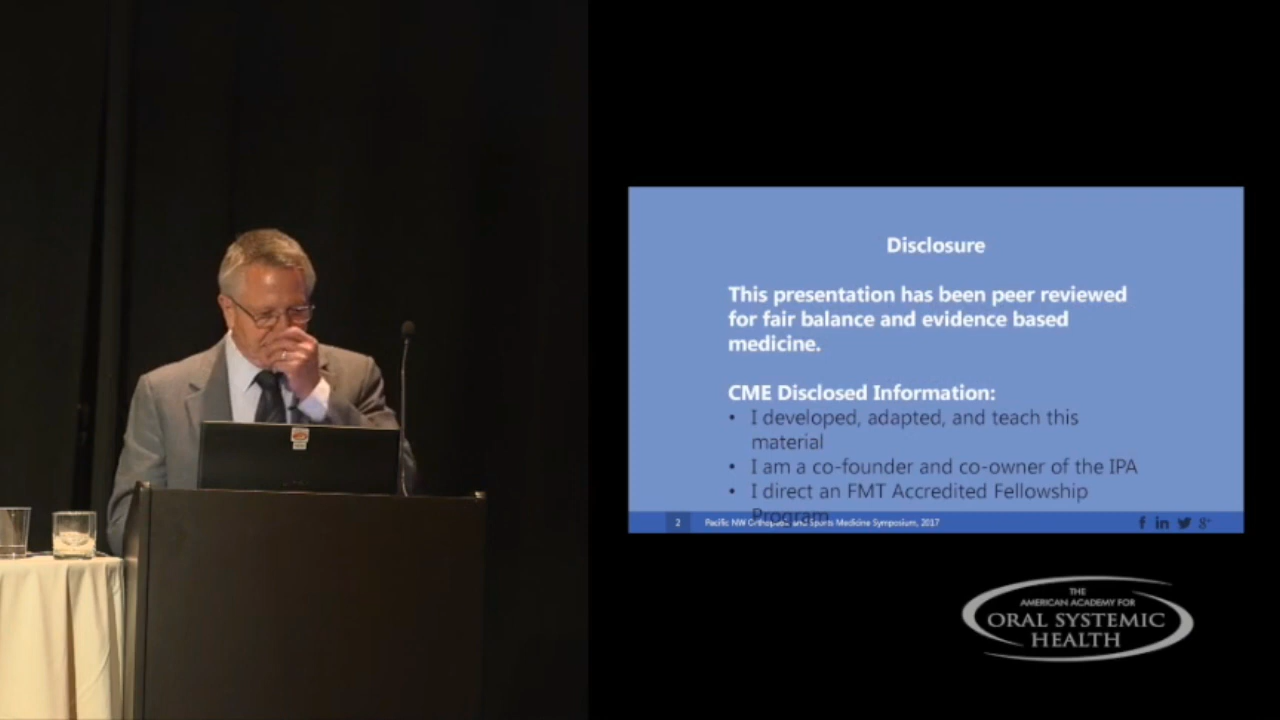 Disclosure
This presentation has been peer reviewed
for fair balance and evidence based
medicine.
CME Disclosed Information:
• I developed, adapted, and teach this
material
• I am a co-founder and co-owner of the IPA
• I direct an FMT Accredited Fellowship
Program
2 Pacific NW Orthopedic and Sports Medicine Symposium, 2017
f in g+
THE
AMERICAN ACADEMY FOR
ORAL SYSTEMIC
HEALTH